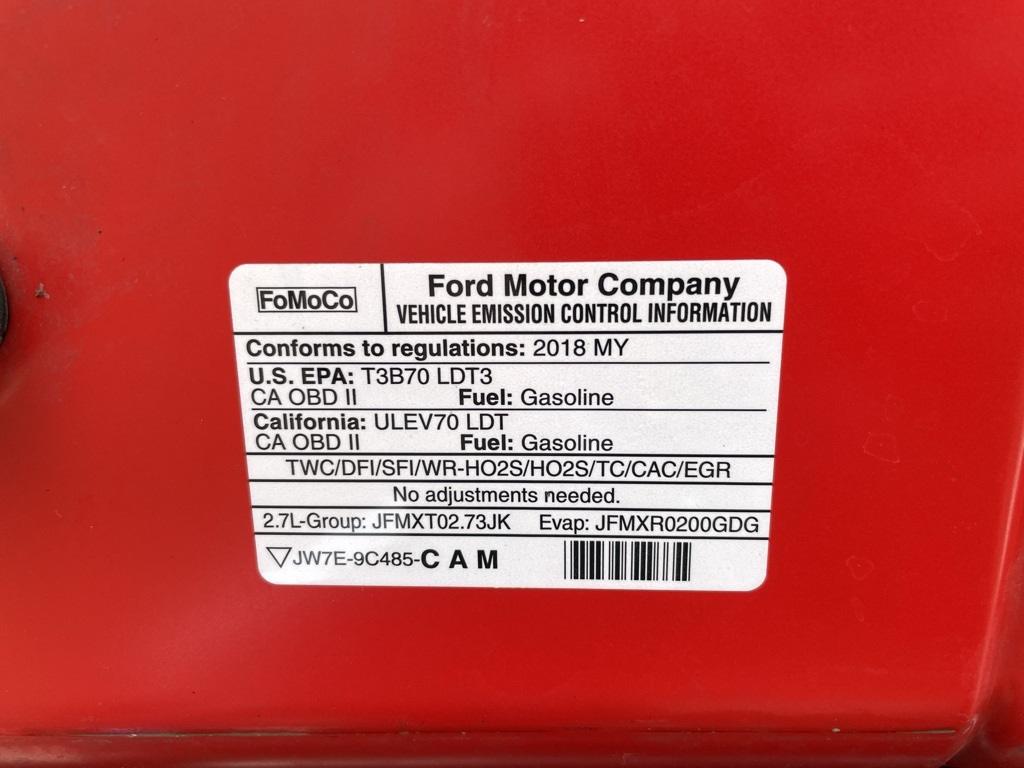 FoMoCo
Ford Motor Company
VEHICLE EMISSION CONTROL INFORMATION
Conforms to regulations: 2018 MY
U.S. EPA: T3B70 LDT3
CA OBD II Fuel: Gasoline
California: ULEV70 LDT
CA OBD II Fuel: Gasoline
TWC/DFI/SFI/WR-HO2S/HO2S/TC/CAC/EGR
No adjustments needed.
2.7L-Group: JFMXT02.73JK Evap: JFMXR0200GDG
JW7E-9C485-C A M